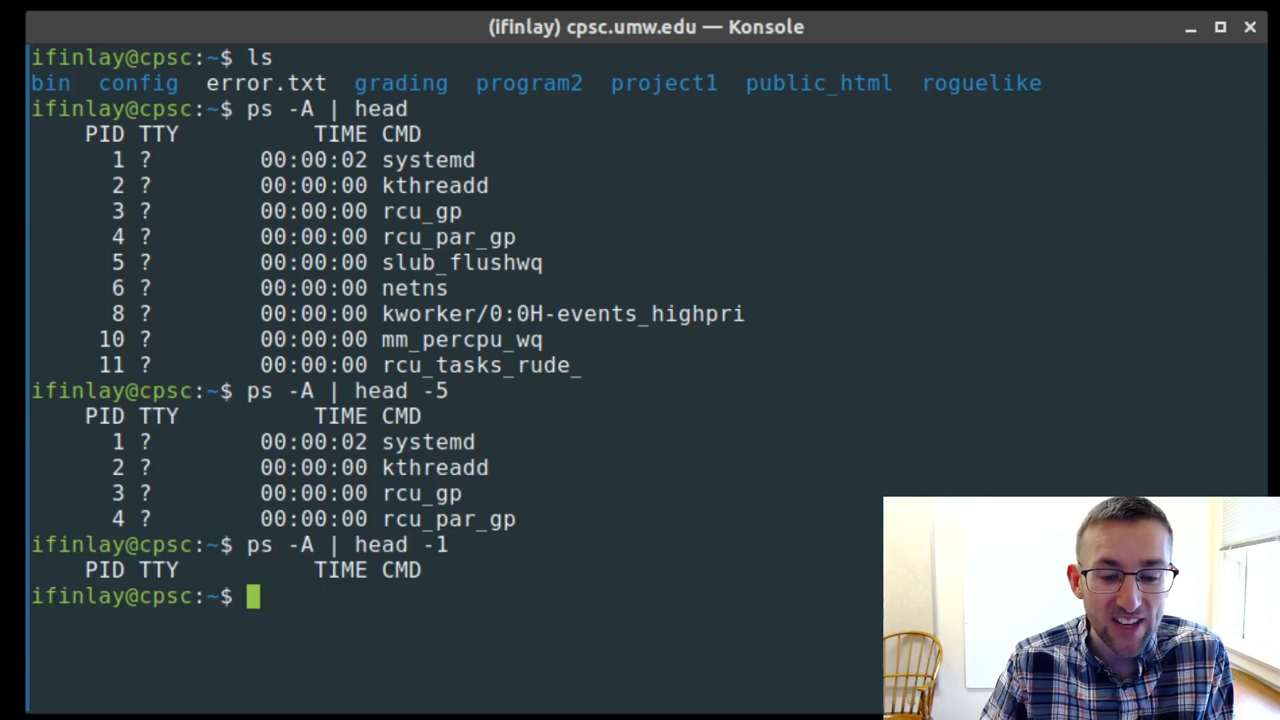 (ifinlay) cpsc.umw.edu — Konsole
ifinlay@cpsc:~$ ls
bin  config  error.txt  grading  program2  project1  public_html  roguelike
ifinlay@cpsc:~$ ps -A | head
    PID TTY          TIME CMD
      1 ?        00:00:02 systemd
      2 ?        00:00:00 kthreadd
      3 ?        00:00:00 rcu_gp
      4 ?        00:00:00 rcu_par_gp
      5 ?        00:00:00 slub_flushwq
      6 ?        00:00:00 netns
      8 ?        00:00:00 kworker/0:0H-events_highpri
     10 ?        00:00:00 mm_percpu_wq
     11 ?        00:00:00 rcu_tasks_rude_
ifinlay@cpsc:~$ ps -A | head -5
    PID TTY          TIME CMD
      1 ?        00:00:02 systemd
      2 ?        00:00:00 kthreadd
      3 ?        00:00:00 rcu_gp
      4 ?        00:00:00 rcu_par_gp
ifinlay@cpsc:~$ ps -A | head -1
    PID TTY          TIME CMD
ifinlay@cpsc:~$